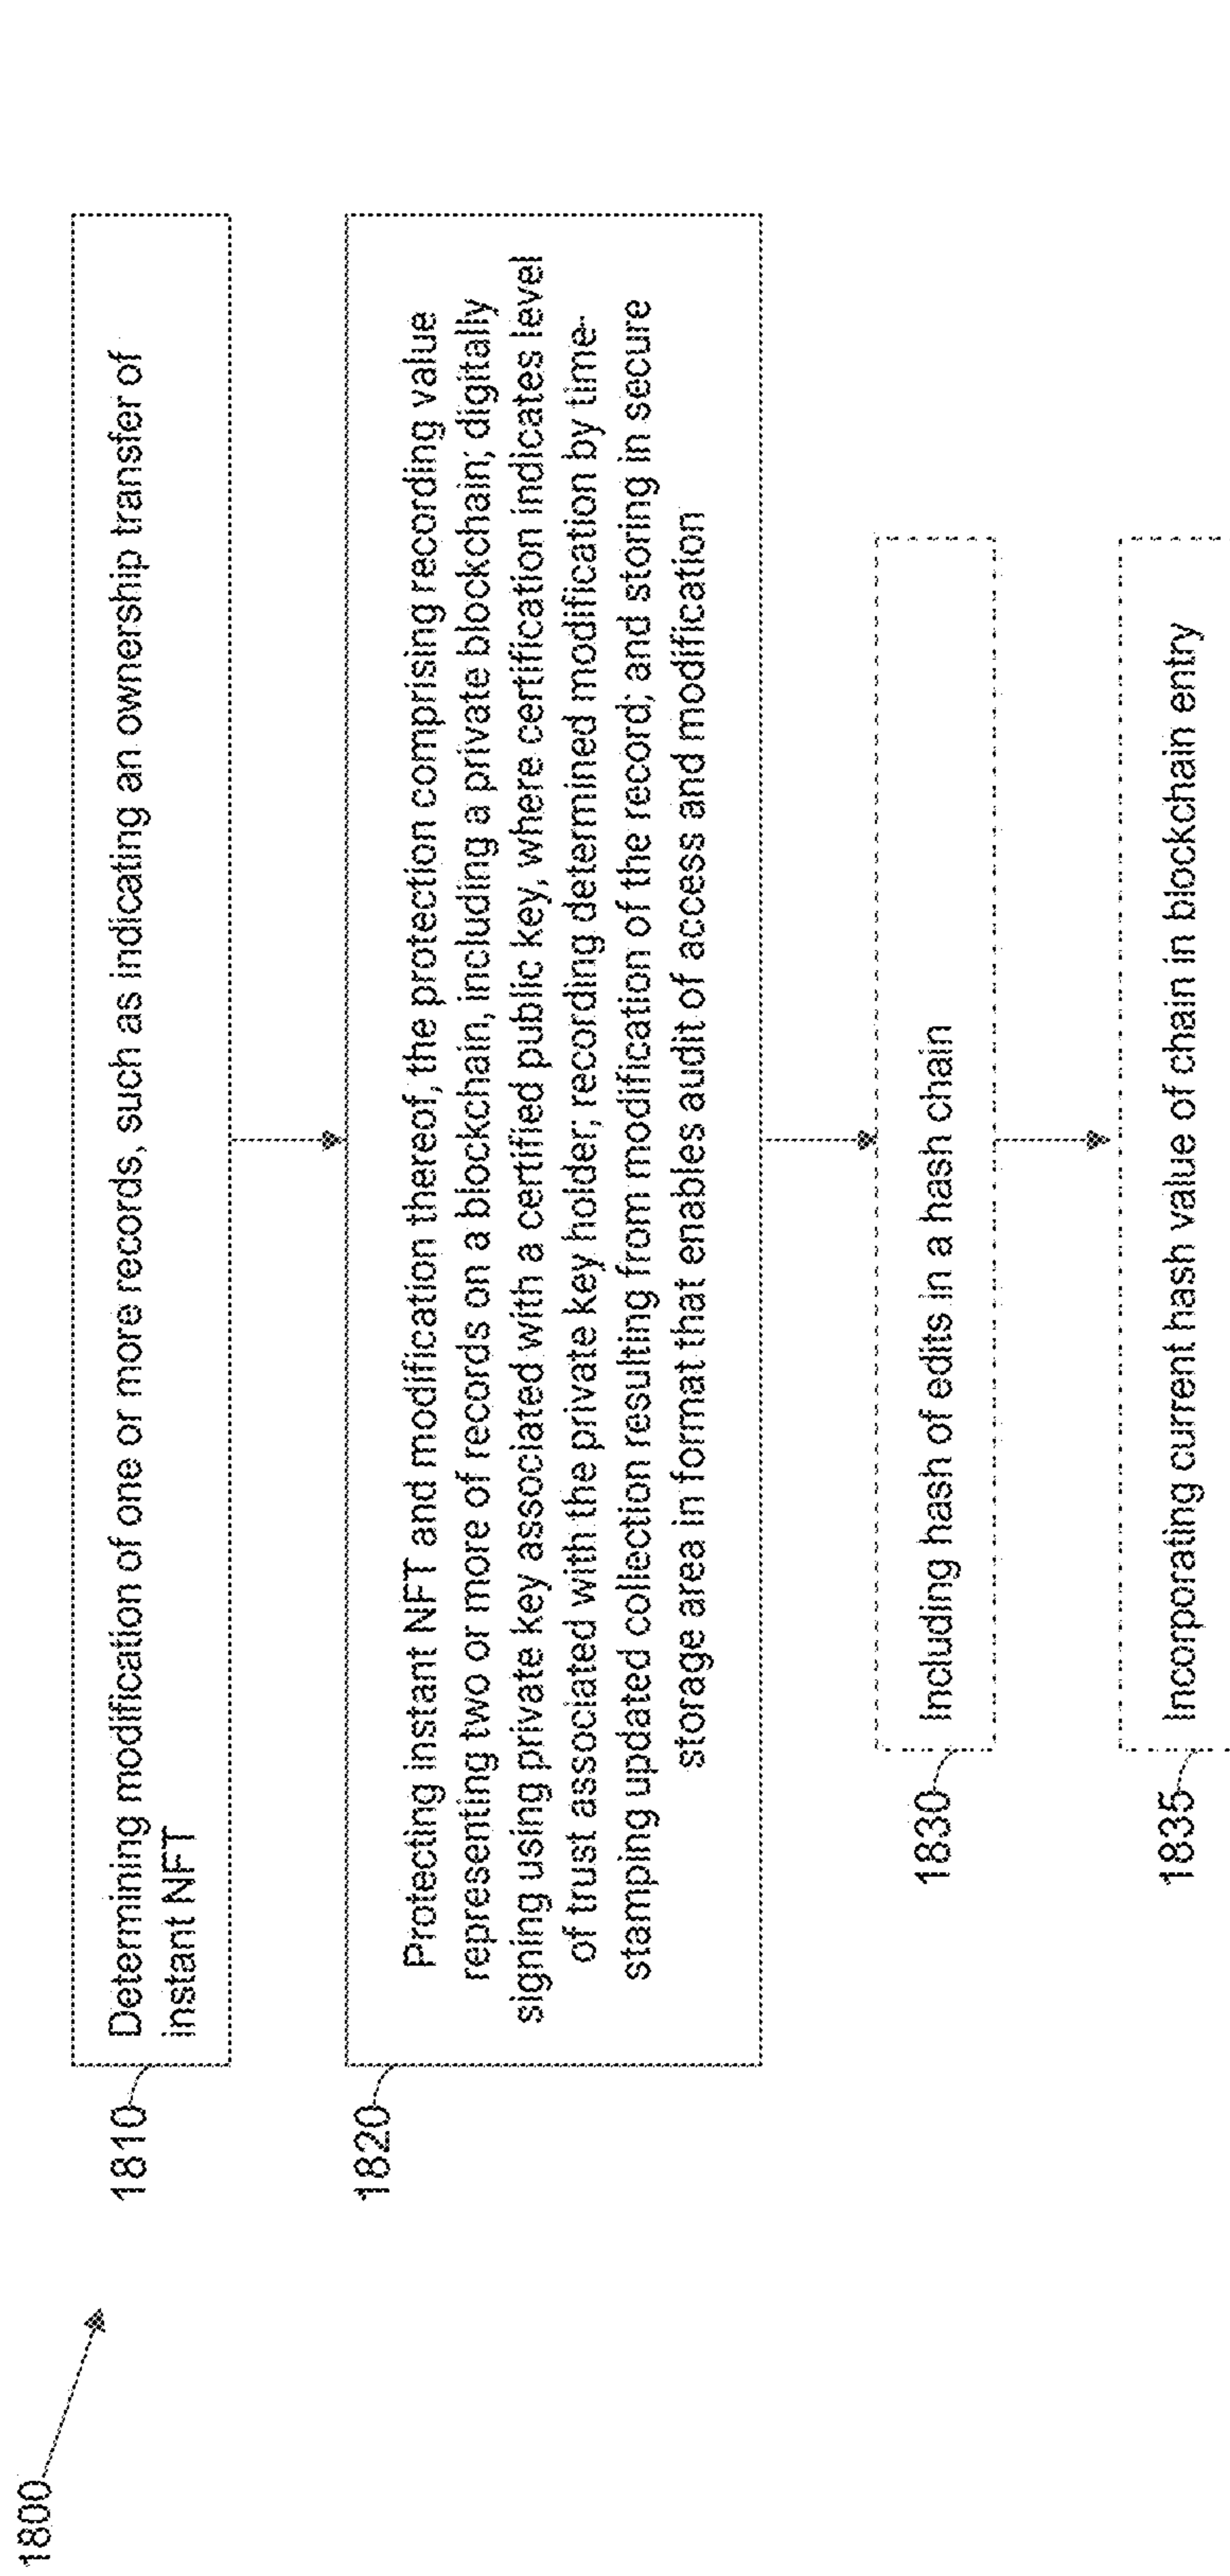 1800
1810
Determining modification of one or more records, such as indicating an ownership transfer of
instant NFT
1820
Protecting instant NFT and modification thereof, the protection comprising recording value
representing two or more of records on a blockchain, including a private blockchain; digitally
signing using private key associated with a certified public key, where certification indicates level
of trust associated with the private key holder; recording determined modification by time-
stamping updated collection resulting from modification of the record; and storing in secure
storage area in format that enables audit of access and modification
1830
Including hash of edits in a hash chain
1835
Incorporating current hash value of chain in blockchain entry